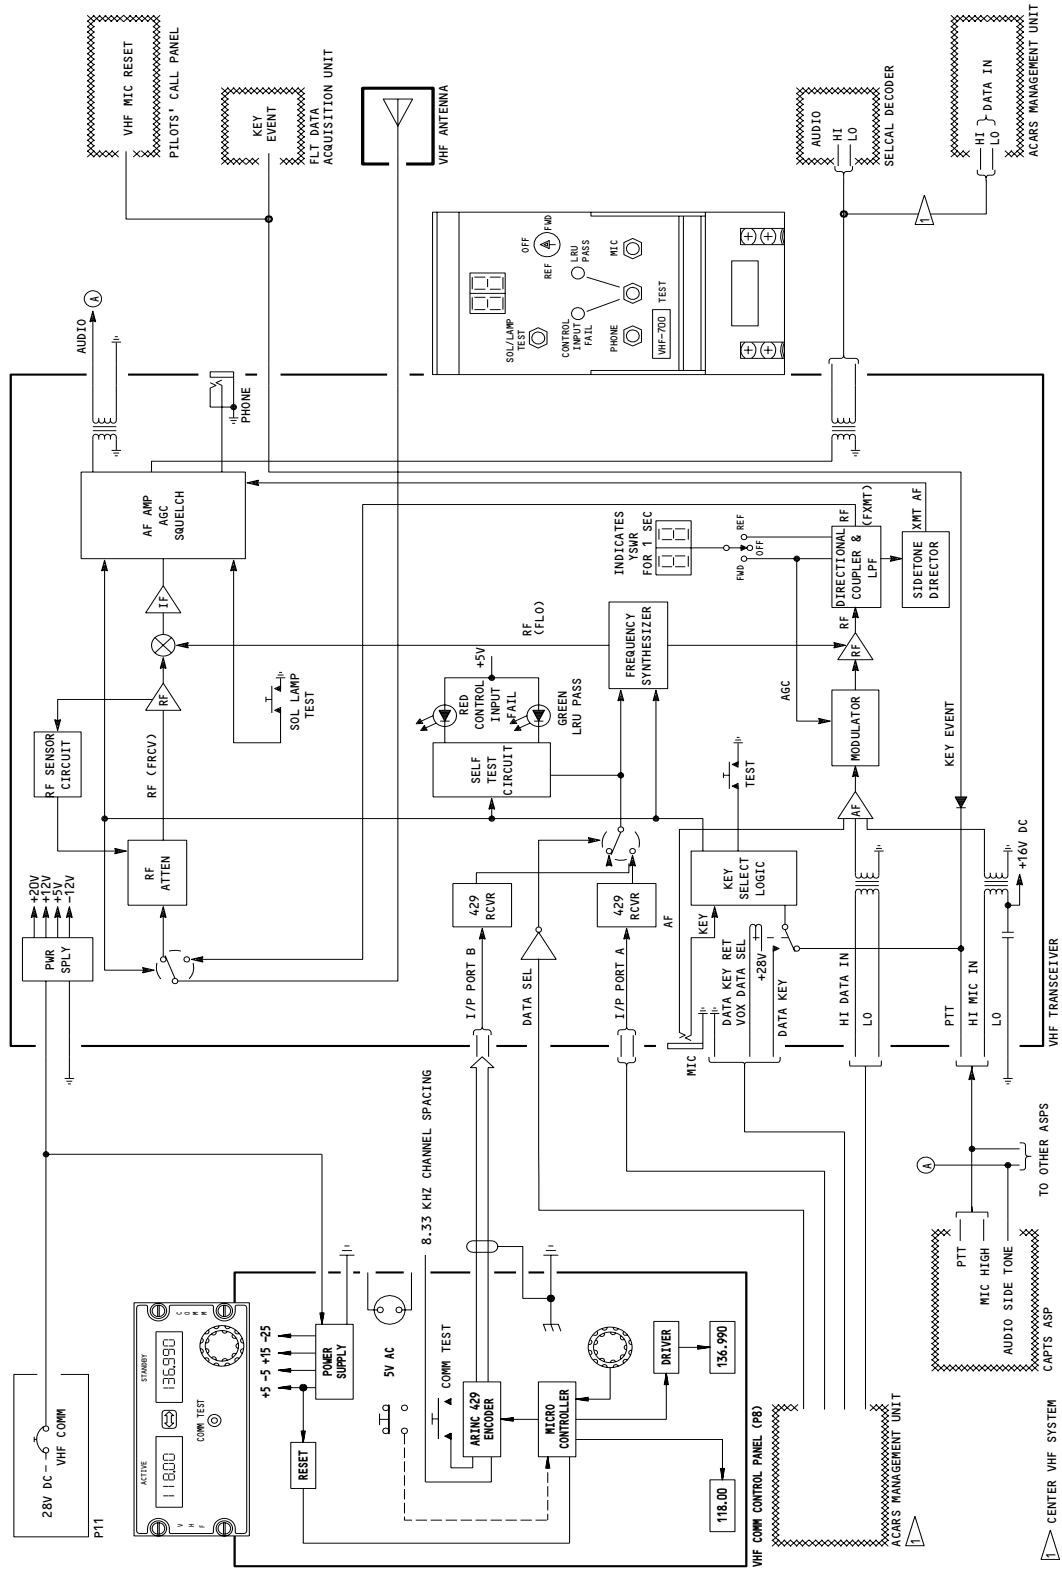 28V DC
VHF COMM
P11
ACTIVE
STANDBY
118.00
136.990
COMM TEST
V H F
C O M M
+5 -5 +15 -25
POWER
SUPPLY
RESET
5V AC
8.33 KHZ CHANNEL SPACING
COMM TEST
ARINC 429
ENCODER
MICRO
CONTROLLER
DRIVER
136.990
118.00
VHF COMM CONTROL PANEL (P8)
ACARS MANAGEMENT UNIT
1
PTT
MIC HIGH
AUDIO SIDE TONE
CAPTS ASP
A
TO OTHER ASPS
1
CENTER VHF SYSTEM
PWR
SPLY
+20V
+12V
+5V
-12V
RF
ATTEN
RF SENSOR
CIRCUIT
RF (FRCV)
RF
IF
AF AMP
AGC
SQUELCH
SOL LAMP
TEST
I/P PORT B
429
RCVR
DATA SEL
I/P PORT A
429
RCVR
SELF
TEST
CIRCUIT
RED
CONTROL
INPUT
FAIL
GREEN
LRU PASS
+5V
RF
(FLO)
FREQUENCY
SYNTHESIZER
MIC
AF
KEY
DATA KEY RET
VOX DATA SEL
+28V
DATA KEY
KEY
SELECT
LOGIC
TEST
HI DATA IN
LO
AF
MODULATOR
AGC
RF
RF
DIRECTIONAL
COUPLER &
LPF
RF
(FXMT)
SIDETONE
DIRECTOR
XMT AF
INDICATES
YSWR
FOR 1 SEC
FWD
OFF
REF
PTT
HI MIC IN
LO
+16V DC
KEY EVENT
VHF TRANSCEIVER
AUDIO
A
PHONE
VHF MIC RESET
PILOTS' CALL PANEL
KEY
EVENT
FLT DATA
ACQUISITION UNIT
VHF ANTENNA
SOL/LAMP
TEST
REF
OFF
FWD
CONTROL
INPUT
FAIL
LRU
PASS
PHONE
TEST
MIC
VHF-700
AUDIO
HI
LO
SELCAL DECODER
1
HI
LO
DATA IN
ACARS MANAGEMENT UNIT